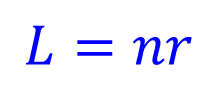 L = nr